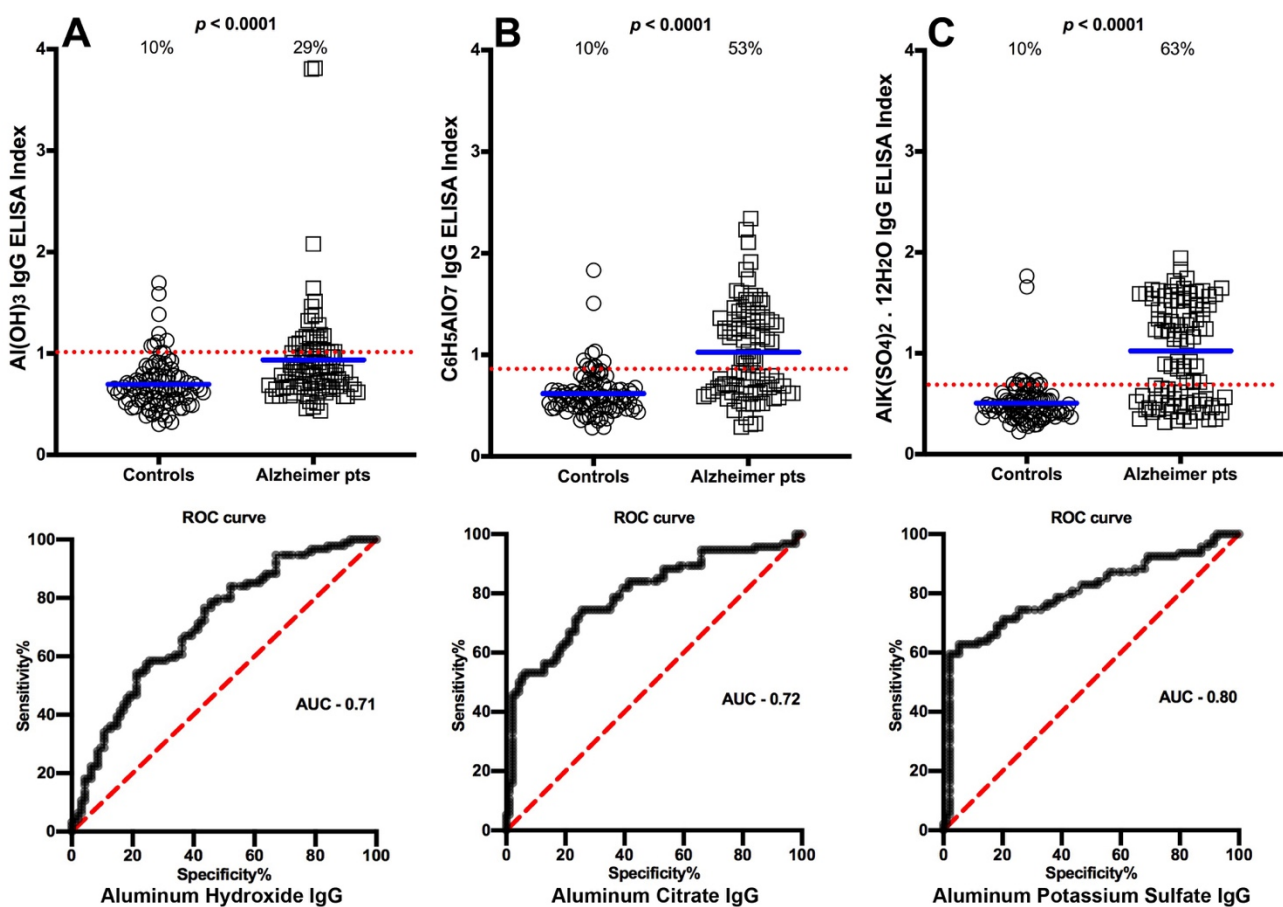 A
p < 0.0001
10% 29%
4
3
2
1
0
Al(OH)3 IgG ELISA Index
Controls Alzheimer pts
B
p < 0.0001
10% 53%
4
3
2
1
0
C6H5AlO7 IgG ELISA Index
Controls Alzheimer pts
C
p < 0.0001
10% 63%
4
3
2
1
0
AlK(SO4)2 . 12H2O IgG ELISA Index
Controls Alzheimer pts
ROC curve
100
80
60
40
20
0
Sensitivity%
AUC - 0.71
0 20 40 60 80 100
Specificity%
Aluminum Hydroxide IgG
ROC curve
100
80
60
40
20
0
Sensitivity%
AUC - 0.72
0 20 40 60 80 100
Specificity%
Aluminum Citrate IgG
ROC curve
100
80
60
40
20
0
Sensitivity%
AUC - 0.80
0 20 40 60 80 100
Specificity%
Aluminum Potassium Sulfate IgG